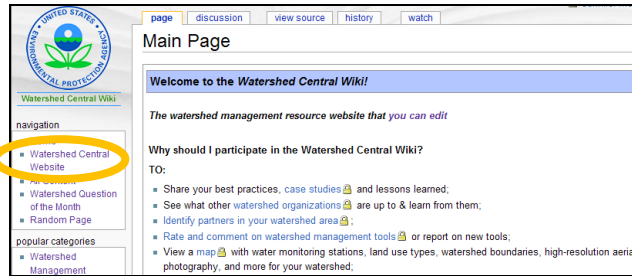 page discussion view source history watch
UNITED STATES
ENVIRONMENTAL PROTECTION AGENCY
Main Page
Watershed Central Wiki
Welcome to the Watershed Central Wiki!
The watershed management resource website that you can edit
navigation
Watershed Central
Website
All Content
Watershed Question
of the Month
Random Page
popular categories
Watershed
Management
Why should I participate in the Watershed Central Wiki?
TO:
Share your best practices, case studies and lessons learned;
See what other watershed organizations are up to & learn from them;
Identify partners in your watershed area ;
Rate and comment on watershed management tools or report on new tools;
View a map with water monitoring stations, land use types, watershed boundaries, high-resolution
photography, and more for your watershed;